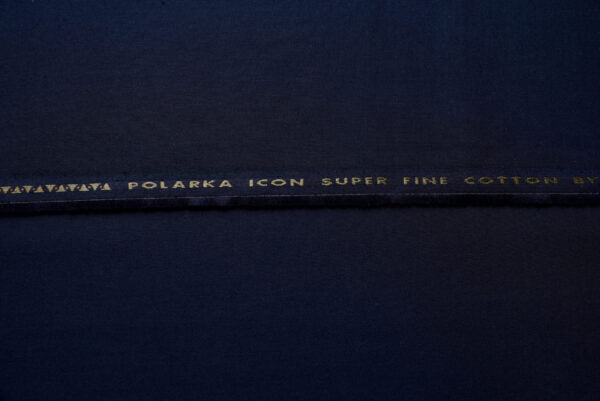 POLARKA ICON SUPER FINE COTTON BY